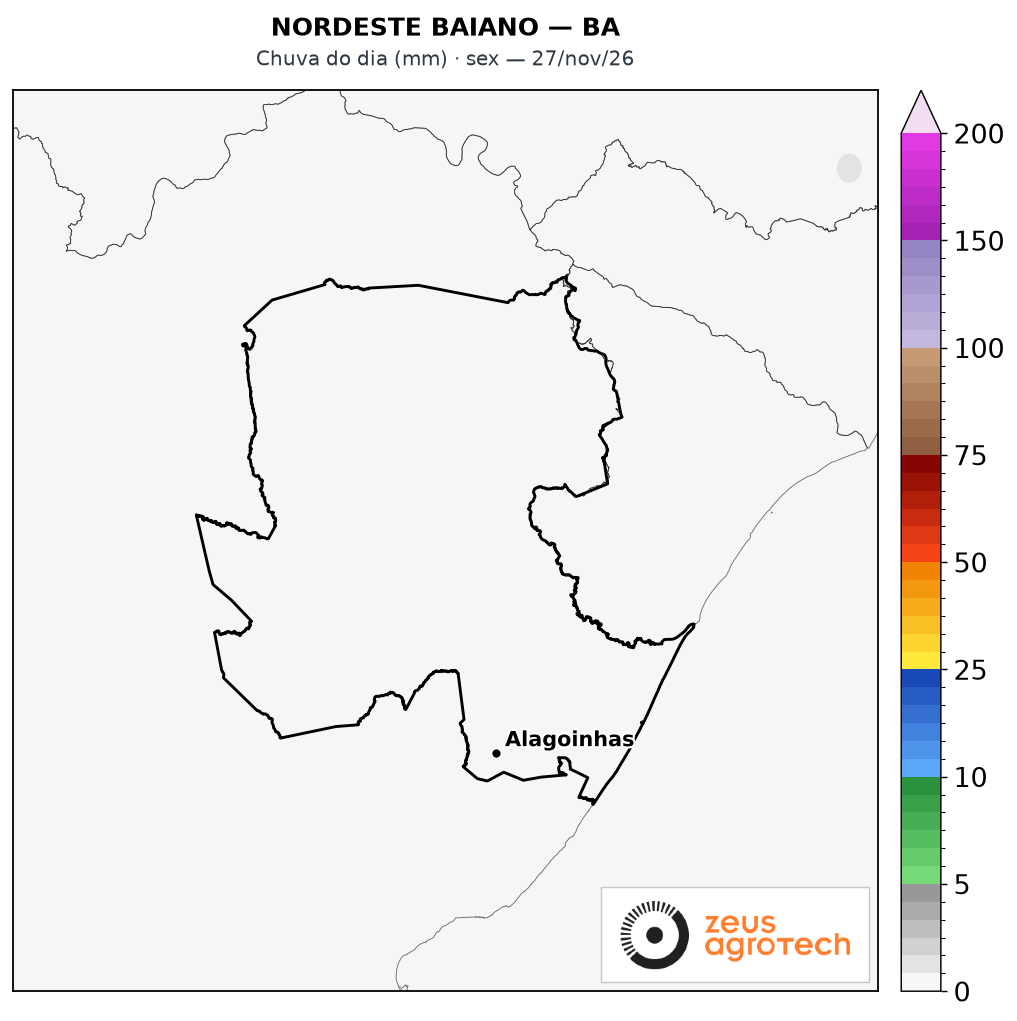 NORDESTE BAIANO — BA
Chuva do dia (mm) · sex — 27/nov/26
200
150
100
75
50
25
10
5
0
Alagoinhas
zeus
agrotech